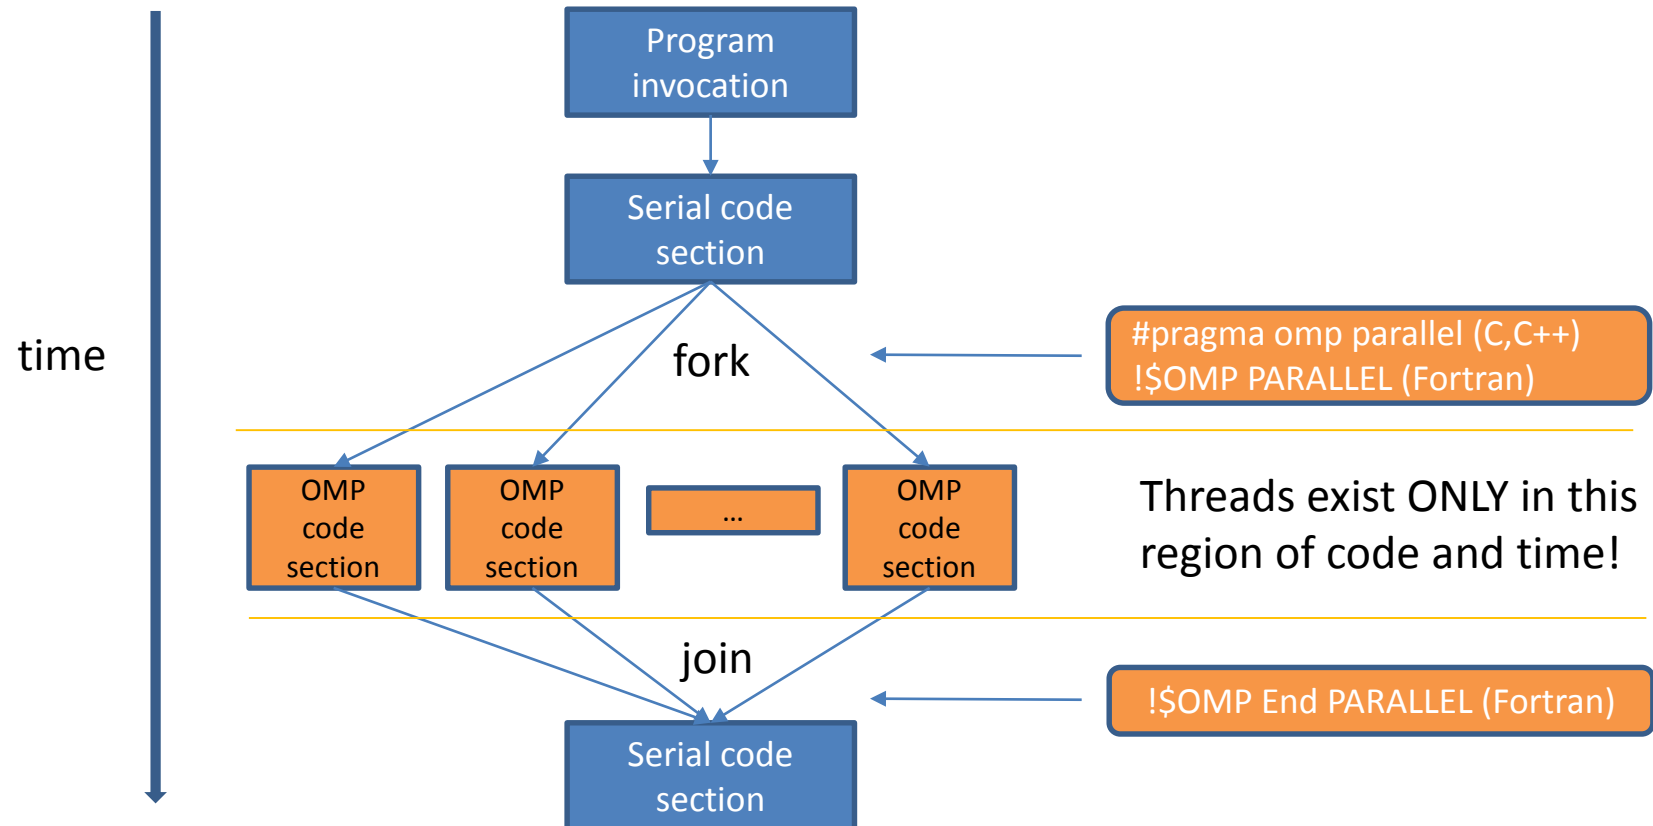 Program
invocation
Serial code
section
time
fork
#pragma omp parallel (C,C++)
!$OMP PARALLEL (Fortran)
OMP
code
section
OMP
code
section
...
OMP
code
section
Threads exist ONLY in this
region of code and time!
join
!$OMP End PARALLEL (Fortran)
Serial code
section